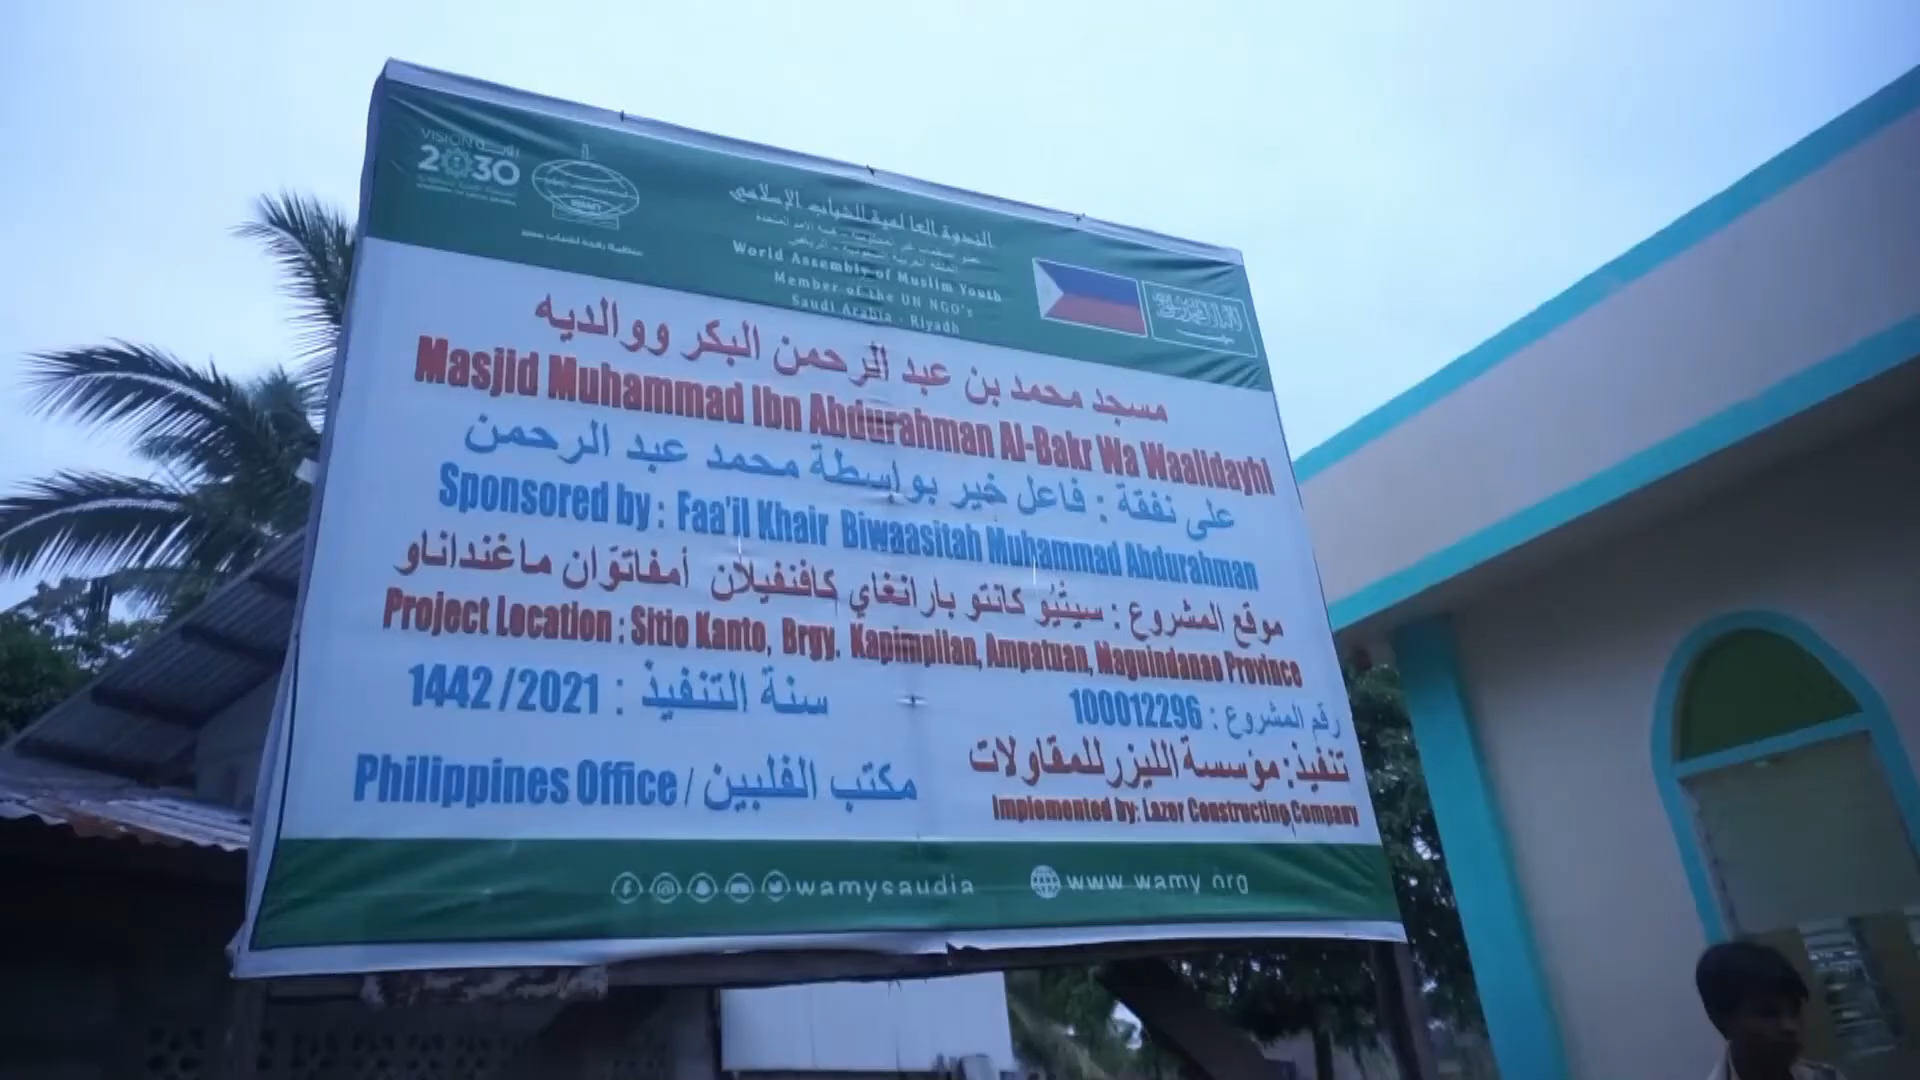 VISION رؤية
2030
WAMY
الندوة العالمية للشباب الإسلامي
World Assembly of Muslim Youth
Member of the UN NGO's
Saudi Arabia - Riyadh
مسجد محمد بن عبد الرحمن البكر ووالديه
Masjid Muhammad Ibn Abdurahman Al-Bakr Wa Waalidayhi
على نفقة : فاعل خير بواسطة محمد عبد الرحمن
Sponsored by : Faa'il Khair Biwaasitah Muhammad Abdurahman
موقع المشروع : سيتيو كانتو بارانغاي كافنفيلان أمفاتوّان ماغنداناو
Project Location : Sitio Kanto, Brgy. Kapimpilan, Ampatuan, Maguindanao Province
سنة التنفيذ : 1442/2021
رقم المشروع : 100012296
تنفيذ: مؤسسة الليزر للمقاولات
Implemented by: Lazer Constructing Company
Philippines Office / مكتب الفلبين
wamysaudia
www.wamy.org